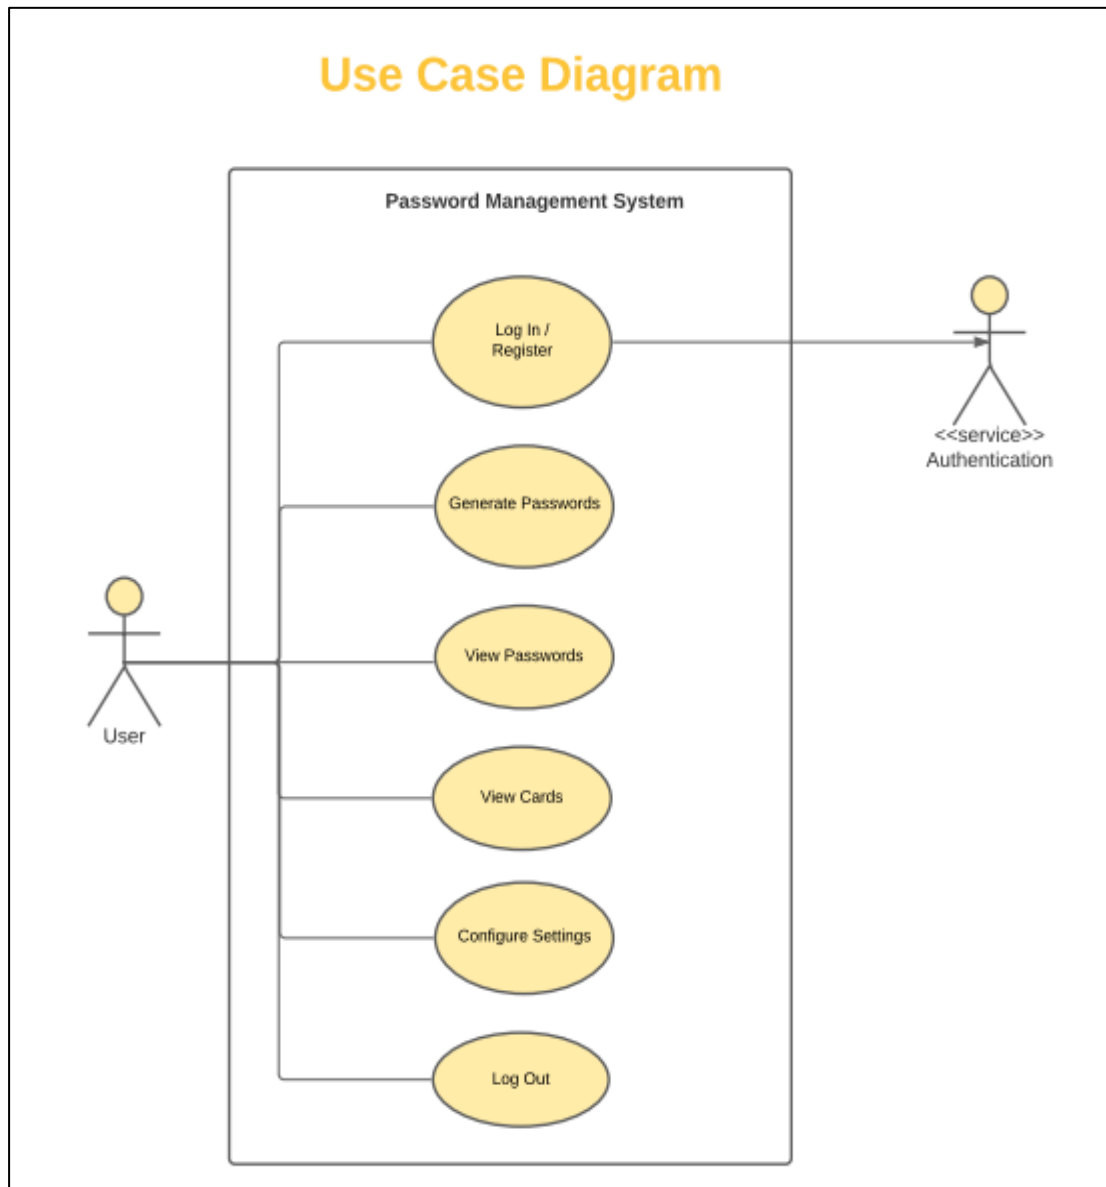 Use Case Diagram
Password Management System
Log In /
Register
<<service>>
Authentication
Generate Passwords
User
View Passwords
View Cards
Configure Settings
Log Out